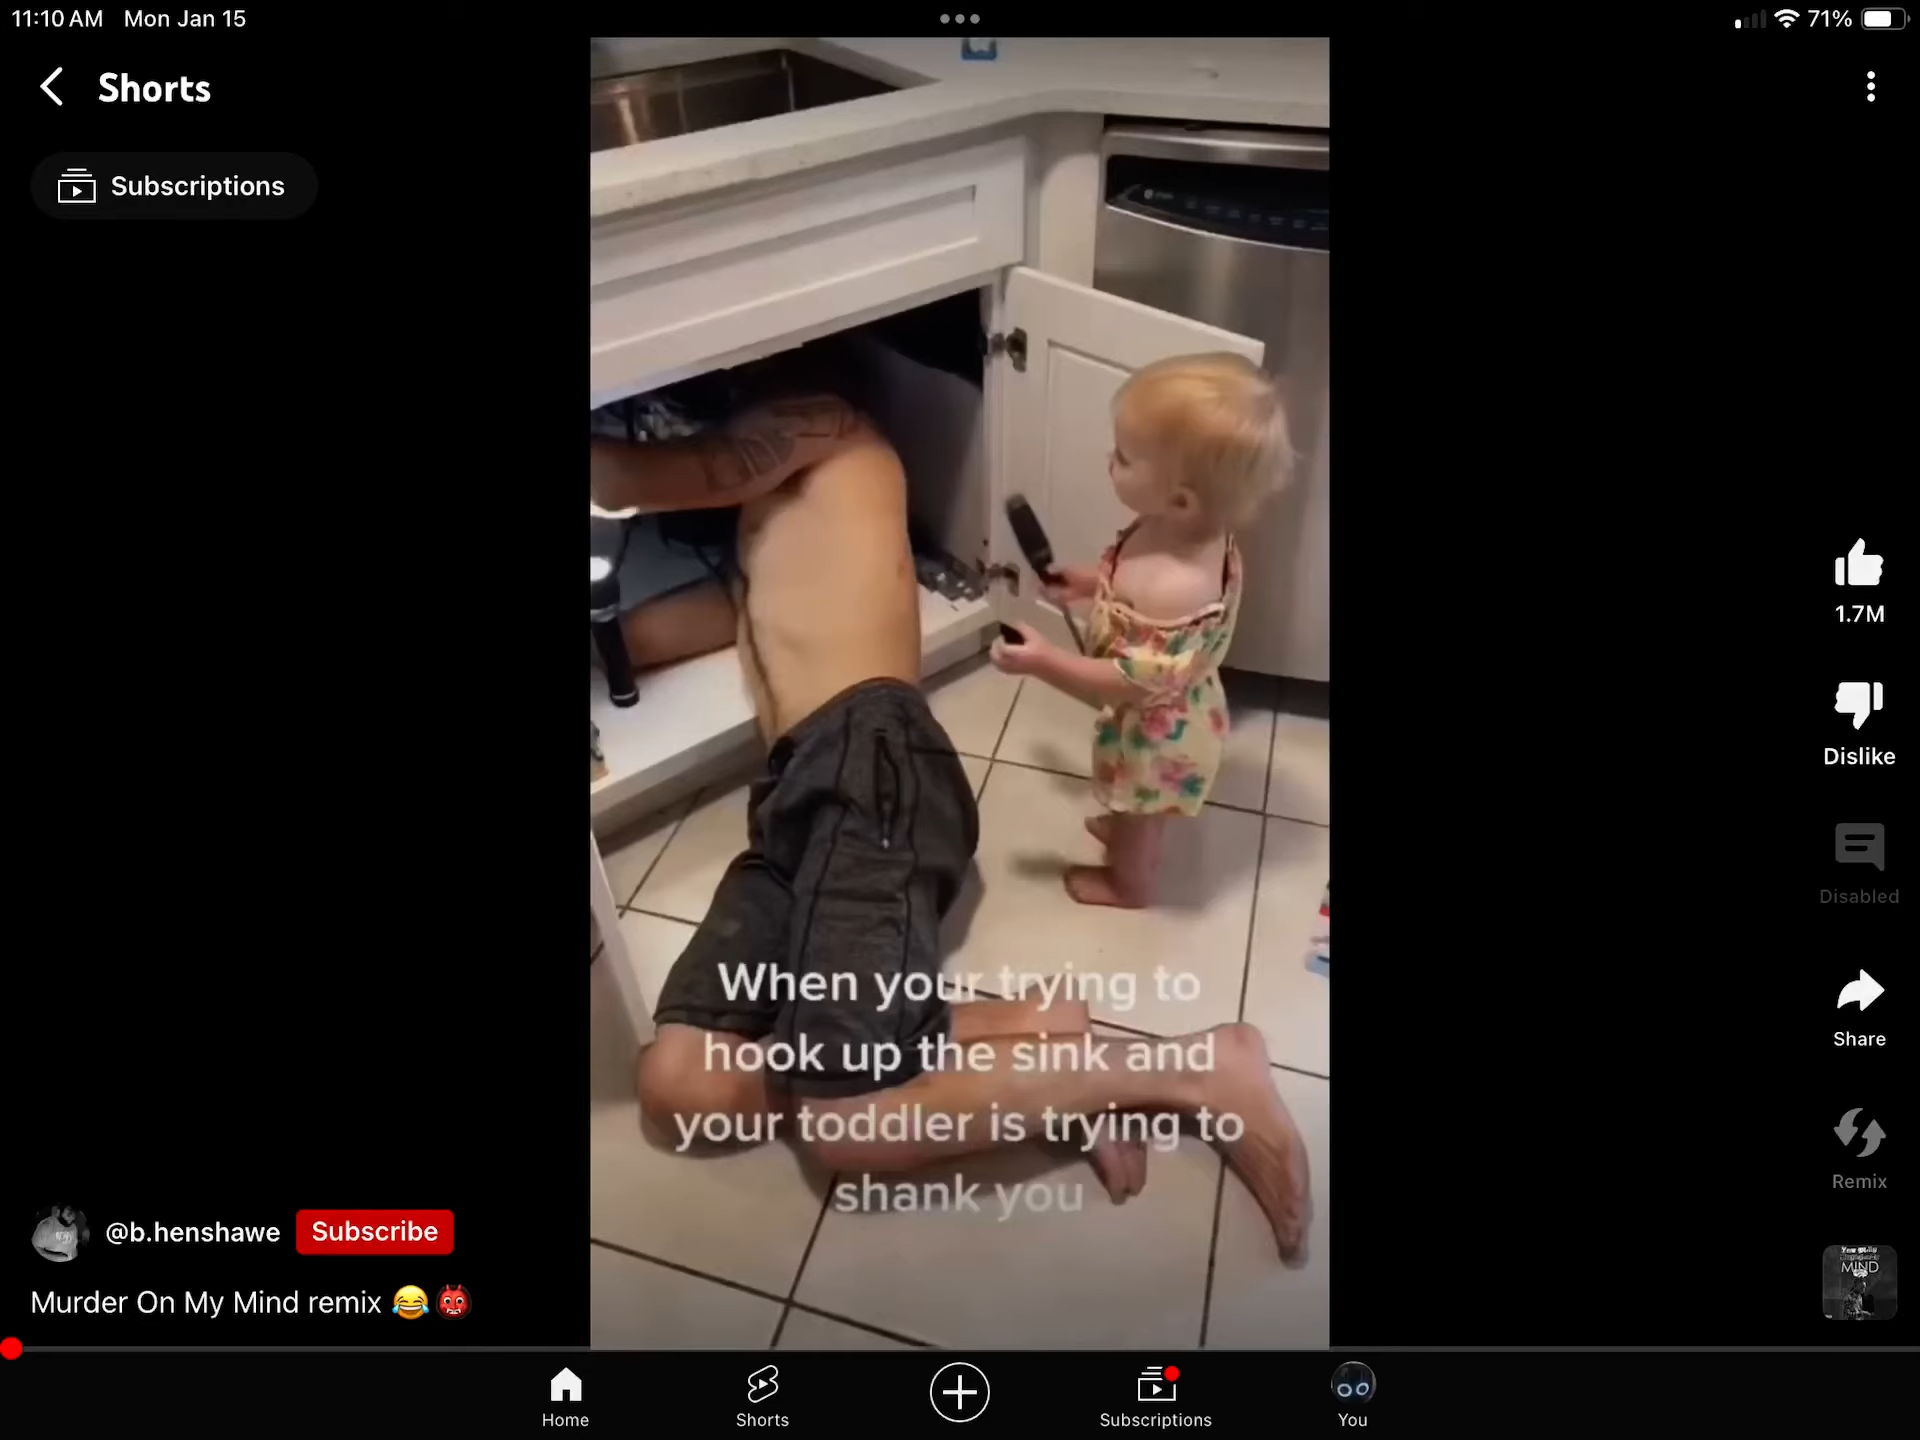 11:10 AM Mon Jan 15
71%
Shorts
Subscriptions
When your trying to
hook up the sink and
your toddler is trying to
shank you
1.7M
Dislike
Disabled
Share
Remix
@b.henshawe Subscribe
Murder On My Mind remix 😂👹
MIND
Home
Shorts
Subscriptions
You